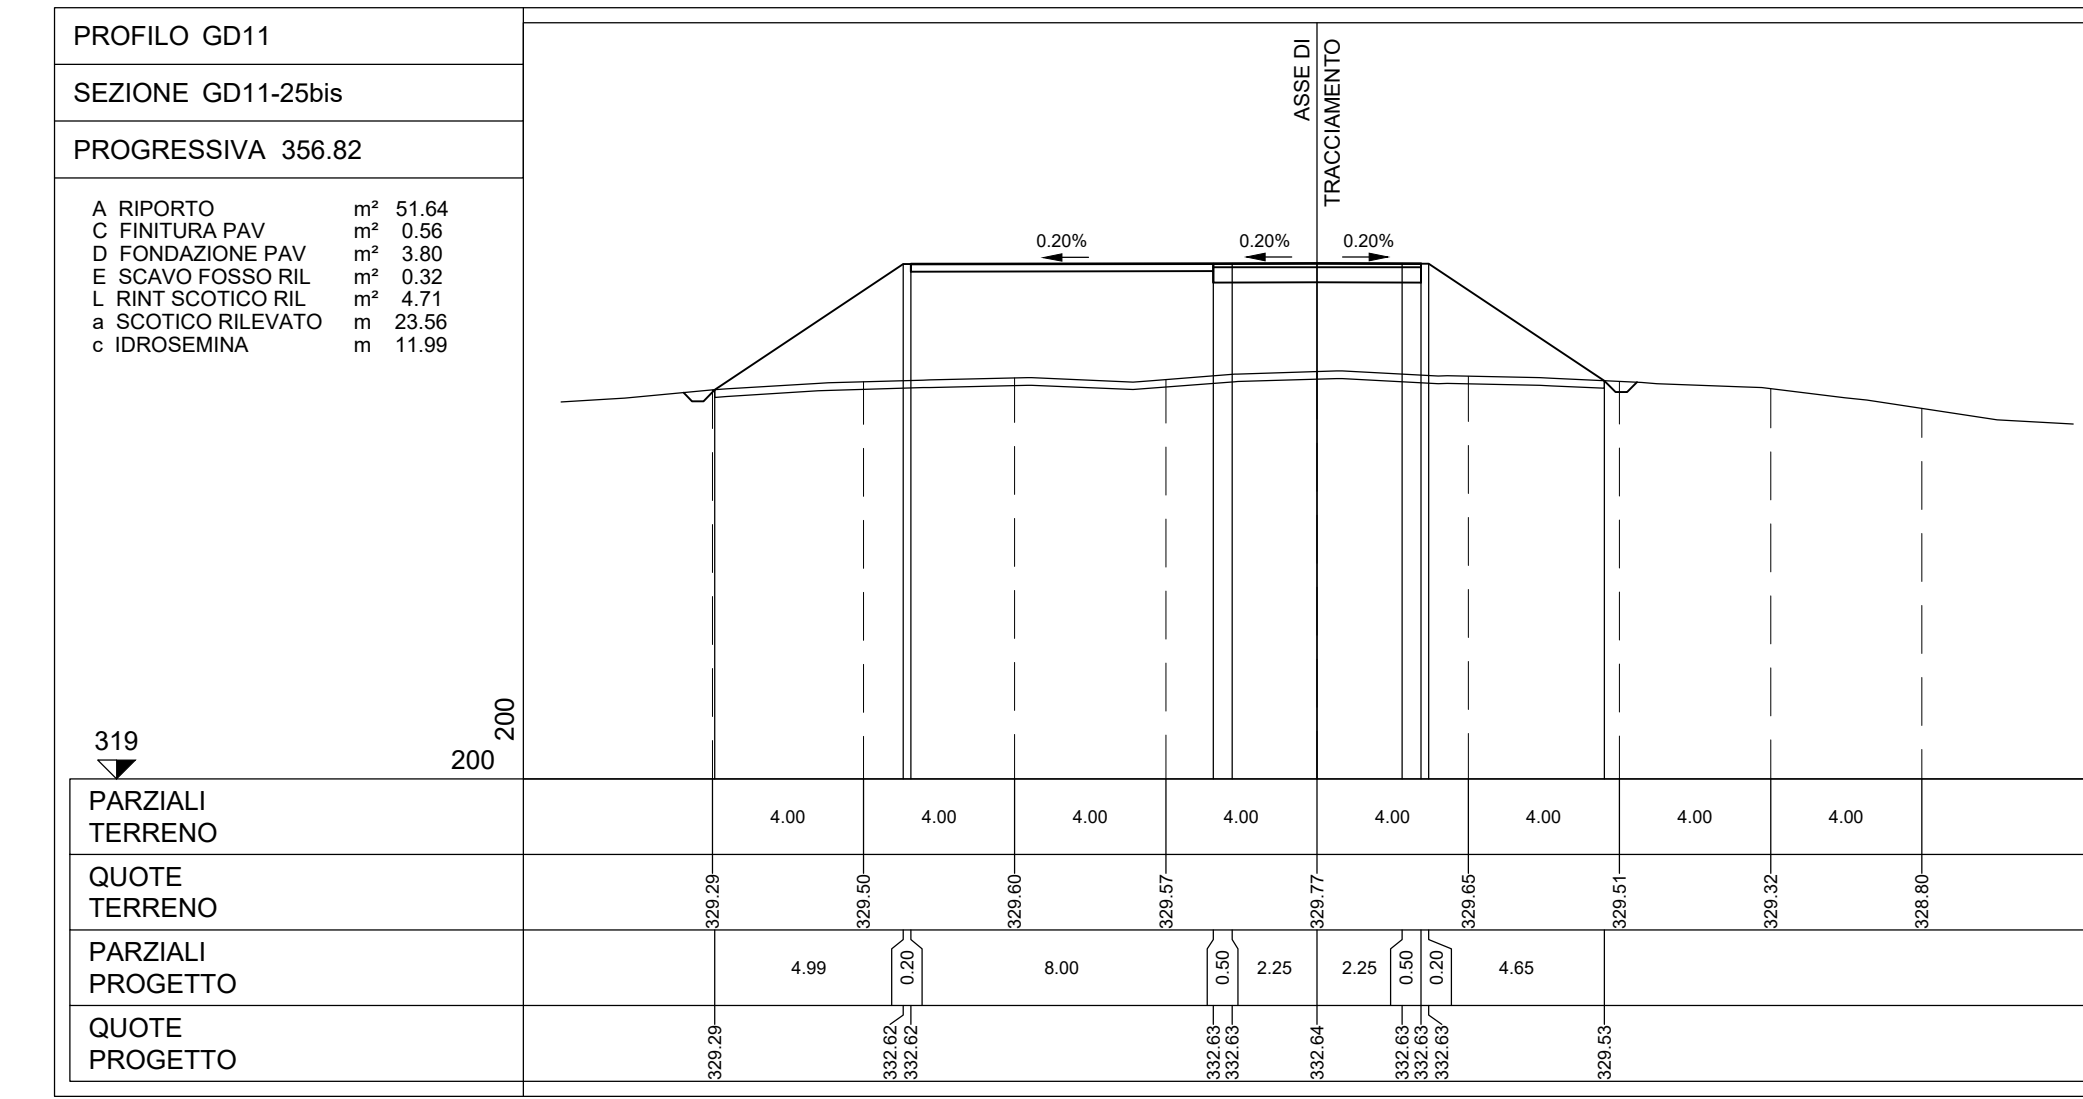 PROFILO GD11
SEZIONE GD11-25bis
PROGRESSIVA 356.82
A RIPORTO m² 51.64
C FINITURA PAV m² 0.56
D FONDAZIONE PAV m² 3.80
E SCAVO FOSSO RIL m² 0.32
L RINT SCOTICO RIL m² 4.71
a SCOTICO RILEVATO m 23.56
c IDROSEMINA m 11.99
ASSE DI
TRACCIAMENTO
0.20% 0.20% 0.20%
319
200
200
PARZIALI
TERRENO
4.00 4.00 4.00 4.00 4.00 4.00 4.00 4.00
QUOTE
TERRENO
329.29 329.50 329.60 329.57 329.77 329.65 329.51 329.32 328.80
PARZIALI
PROGETTO
4.99 0.20 8.00 0.50 2.25 2.25 0.50 0.20 4.65
QUOTE
PROGETTO
329.29 332.62 332.62 332.63 332.63 332.64 332.63 332.63 332.63 329.53